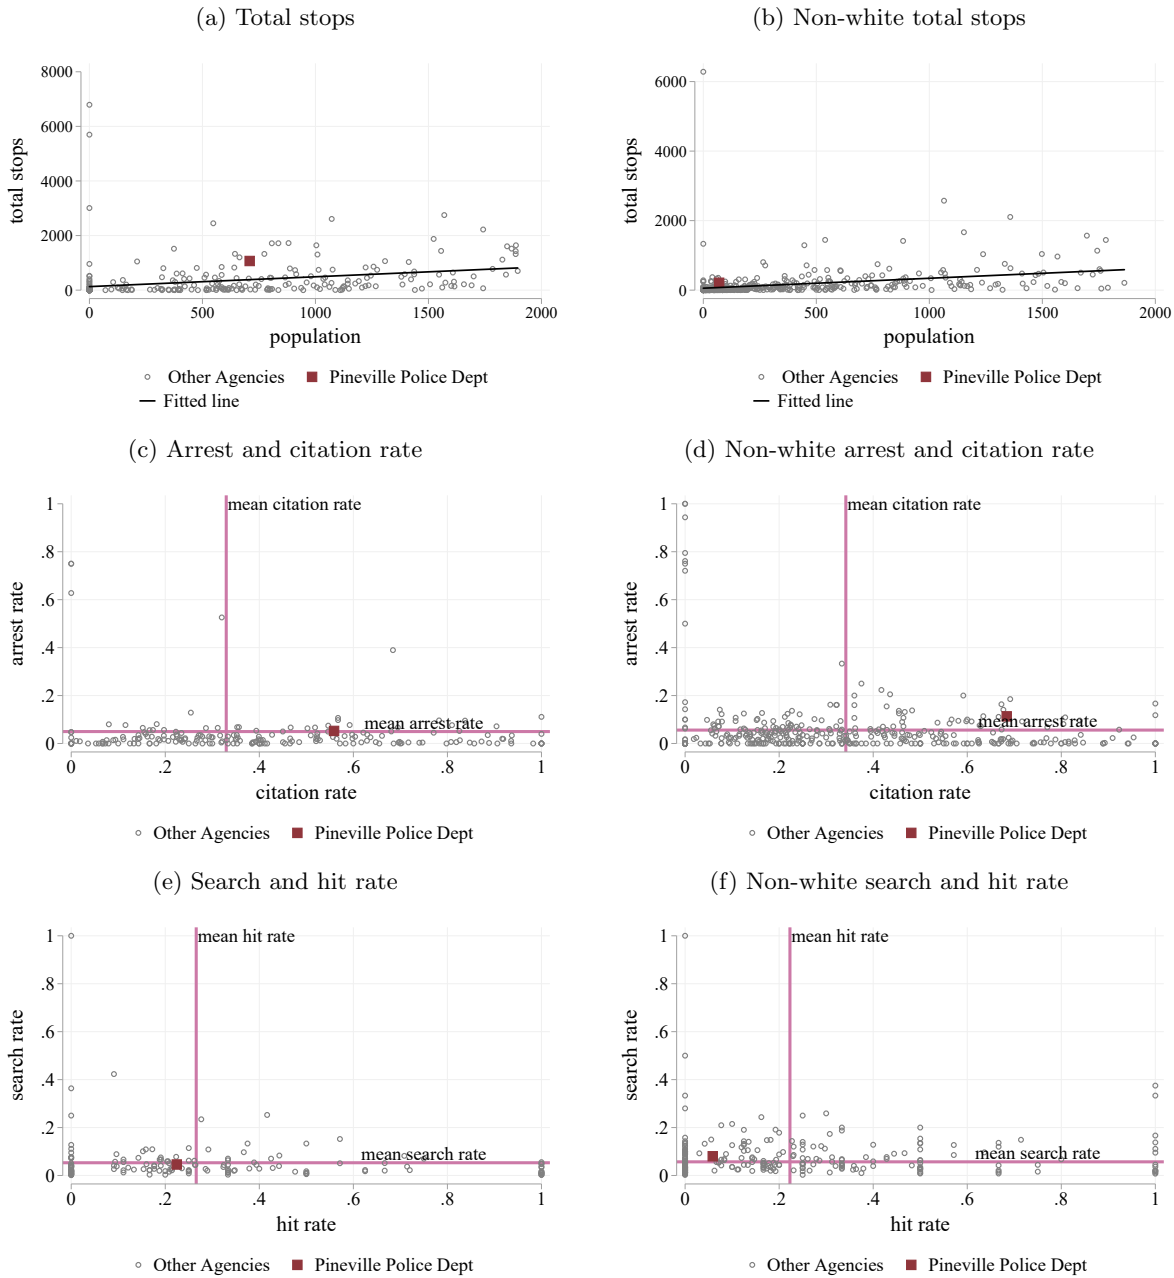 (a) Total stops
(b) Non-white total stops
8000
6000
4000
2000
0
total stops
0 500 1000 1500 2000
population
Other Agencies Pineville Police Dept
Fitted line
6000
4000
2000
0
total stops
0 500 1000 1500 2000
population
Other Agencies Pineville Police Dept
Fitted line
(c) Arrest and citation rate
(d) Non-white arrest and citation rate
1
.8
.6
.4
.2
0
arrest rate
mean citation rate
mean arrest rate
0 .2 .4 .6 .8 1
citation rate
Other Agencies Pineville Police Dept
1
.8
.6
.4
.2
0
arrest rate
mean citation rate
mean arrest rate
0 .2 .4 .6 .8 1
citation rate
Other Agencies Pineville Police Dept
(e) Search and hit rate
(f) Non-white search and hit rate
1
.8
.6
.4
.2
0
search rate
mean hit rate
mean search rate
0 .2 .4 .6 .8 1
hit rate
Other Agencies Pineville Police Dept
1
.8
.6
.4
.2
0
search rate
mean hit rate
mean search rate
0 .2 .4 .6 .8 1
hit rate
Other Agencies Pineville Police Dept